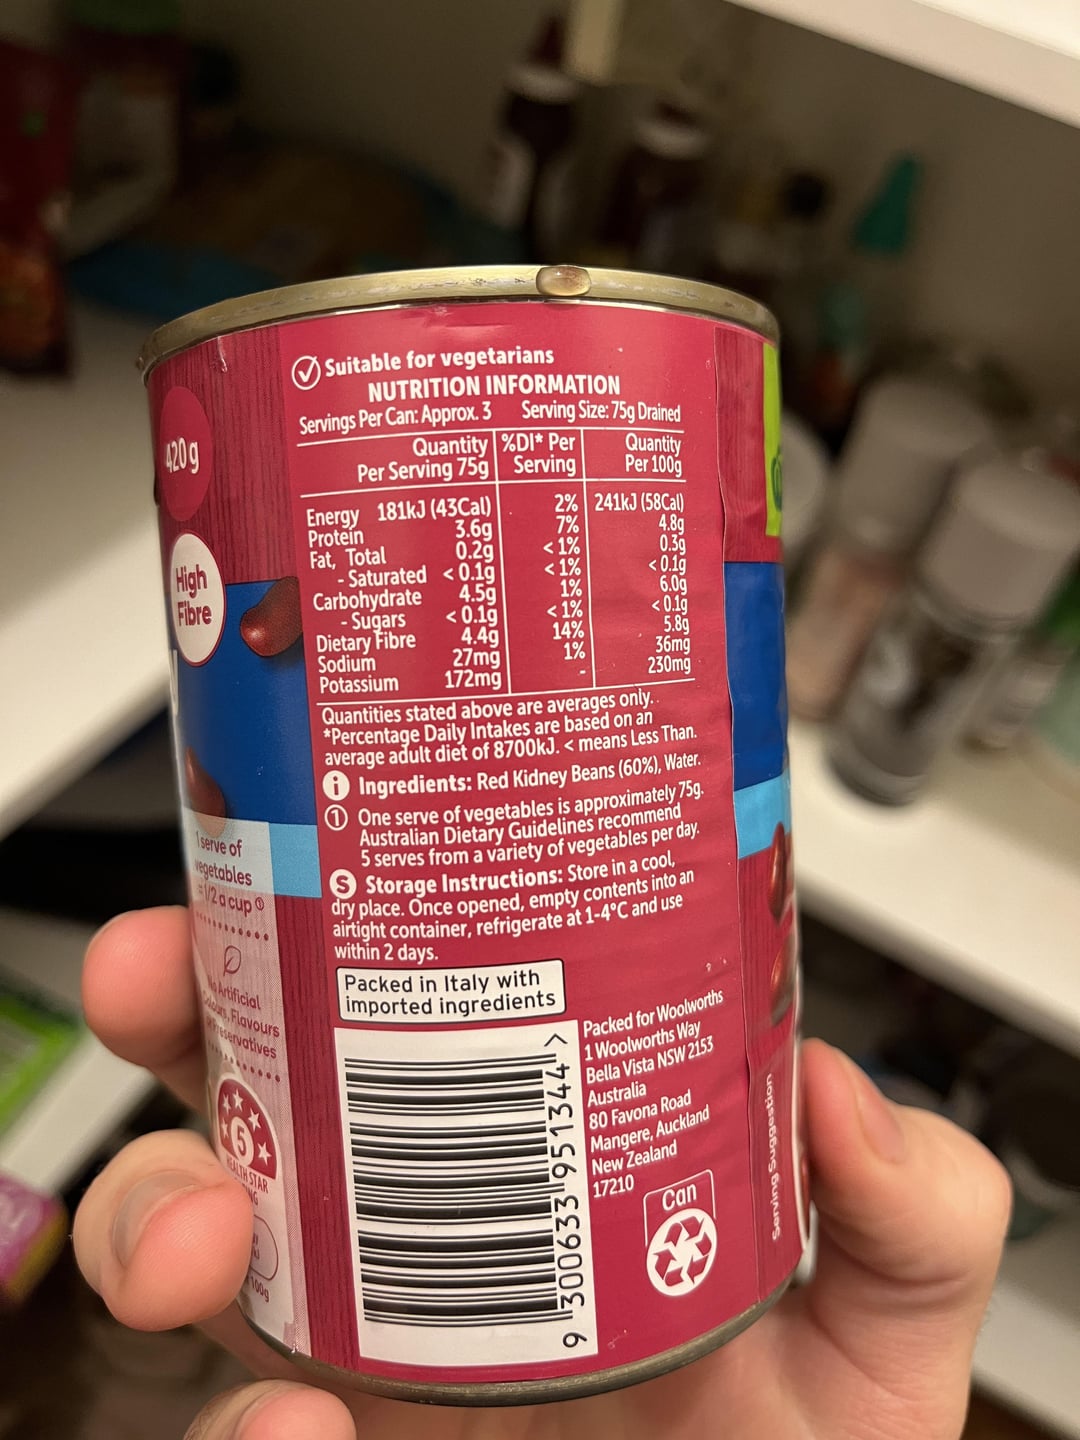 Suitable for vegetarians
NUTRITION INFORMATION
Servings Per Can: Approx. 3 Serving Size: 75g Drained
Quantity Per Serving 75g %DI* Per Serving Quantity Per 100g
Energy 181kJ (43Cal) 2% 241kJ (58Cal)
Protein 3.6g 7% 4.8g
Fat, Total 0.2g <1% 0.3g
- Saturated <0.1g <1% <0.1g
Carbohydrate 4.5g 1% 6.0g
- Sugars <0.1g <1% <0.1g
Dietary Fibre 4.4g 14% 5.8g
Sodium 27mg 1% 36mg
Potassium 172mg - 230mg
Quantities stated above are averages only.
*Percentage Daily Intakes are based on an
average adult diet of 8700kJ. < means Less Than.
i Ingredients: Red Kidney Beans (60%), Water.
1 One serve of vegetables is approximately 75g.
Australian Dietary Guidelines recommend
5 serves from a variety of vegetables per day.
S Storage Instructions: Store in a cool,
dry place. Once opened, empty contents into an
airtight container, refrigerate at 1-4°C and use
within 2 days.
Packed in Italy with
imported ingredients
Packed for Woolworths
1 Woolworths Way
Bella Vista NSW 2153
Australia
80 Favona Road
Mangere, Auckland
New Zealand
17210
Can
9 300633 951344 >
420g
High
Fibre
1 serve of
vegetables
=1/2 a cup 1
No Artificial
Colours, Flavours
or Preservatives
5
HEALTH STAR
100g
Serving Suggestion